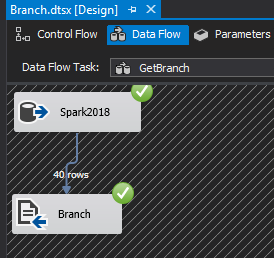 Branch.dtsx [Design]
Control Flow Data Flow Parameters
Data Flow Task: GetBranch
Spark2018
40 rows
Branch